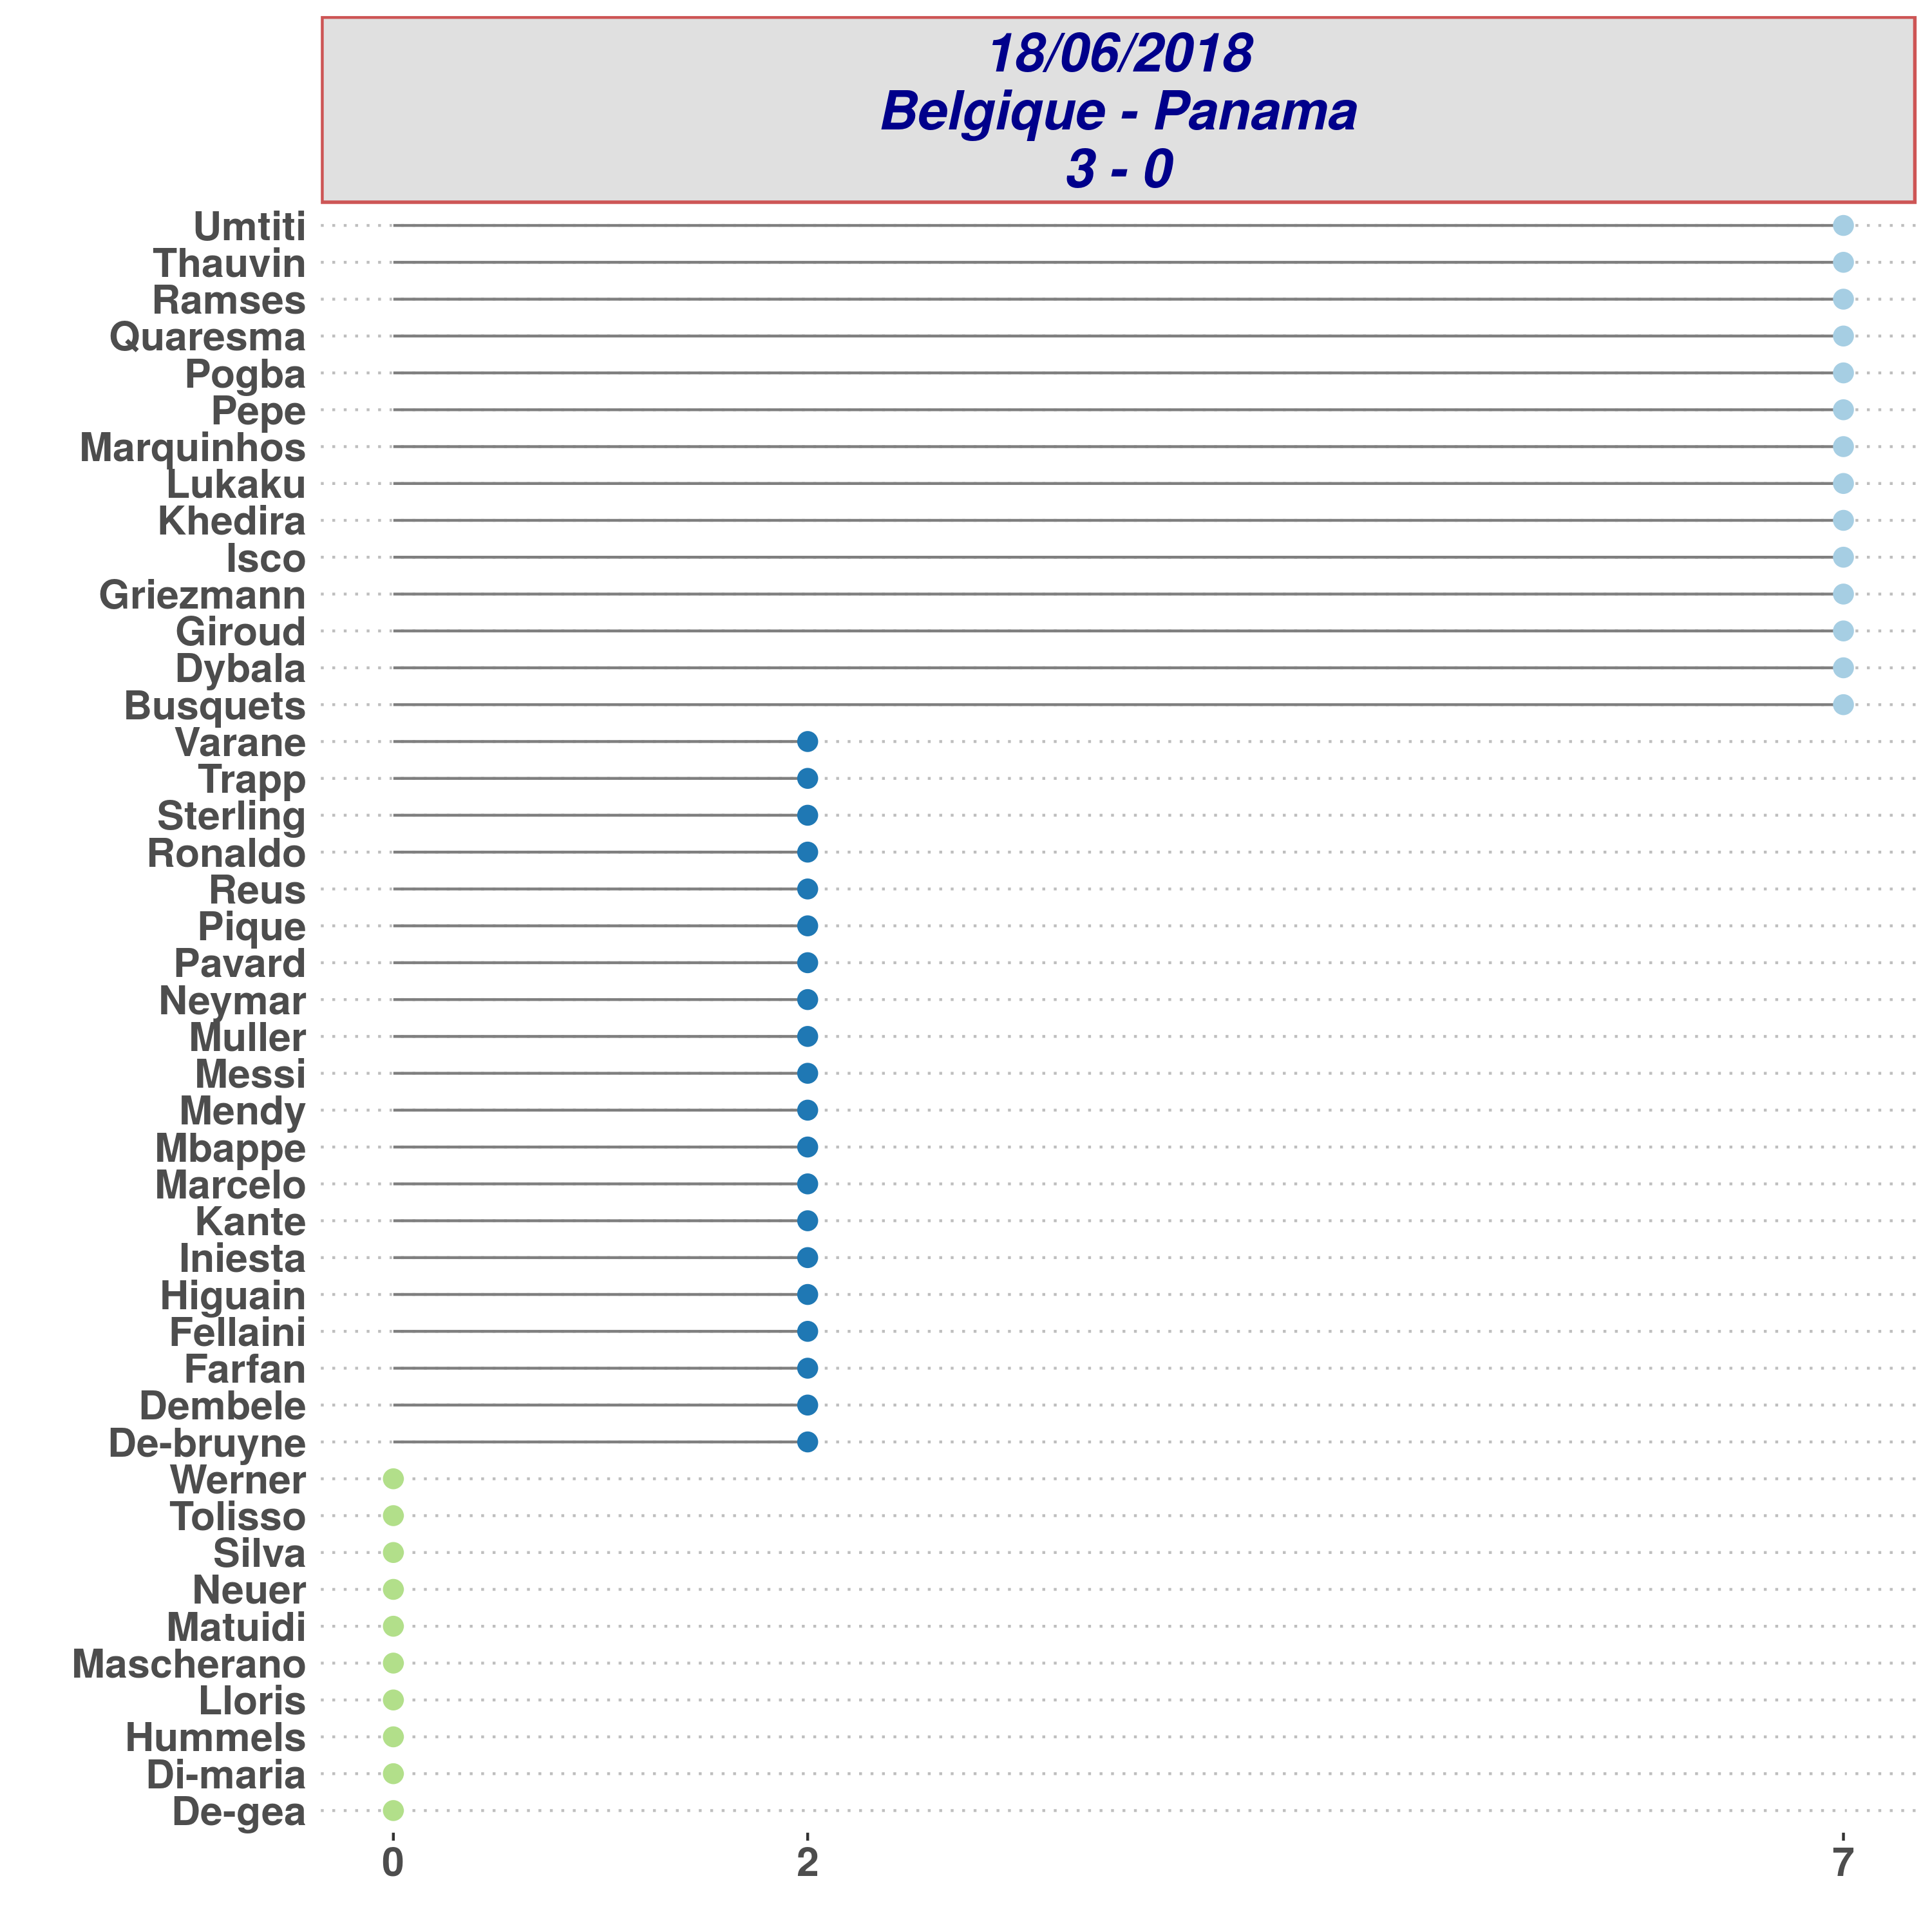 18/06/2018
Belgique - Panama
3 - 0
Umtiti
Thauvin
Ramses
Quaresma
Pogba
Pepe
Marquinhos
Lukaku
Khedira
Isco
Griezmann
Giroud
Dybala
Busquets
Varane
Trapp
Sterling
Ronaldo
Reus
Pique
Pavard
Neymar
Muller
Messi
Mendy
Mbappe
Marcelo
Kante
Iniesta
Higuain
Fellaini
Farfan
Dembele
De-bruyne
Werner
Tolisso
Silva
Neuer
Matuidi
Mascherano
Lloris
Hummels
Di-maria
De-gea
0 2 7